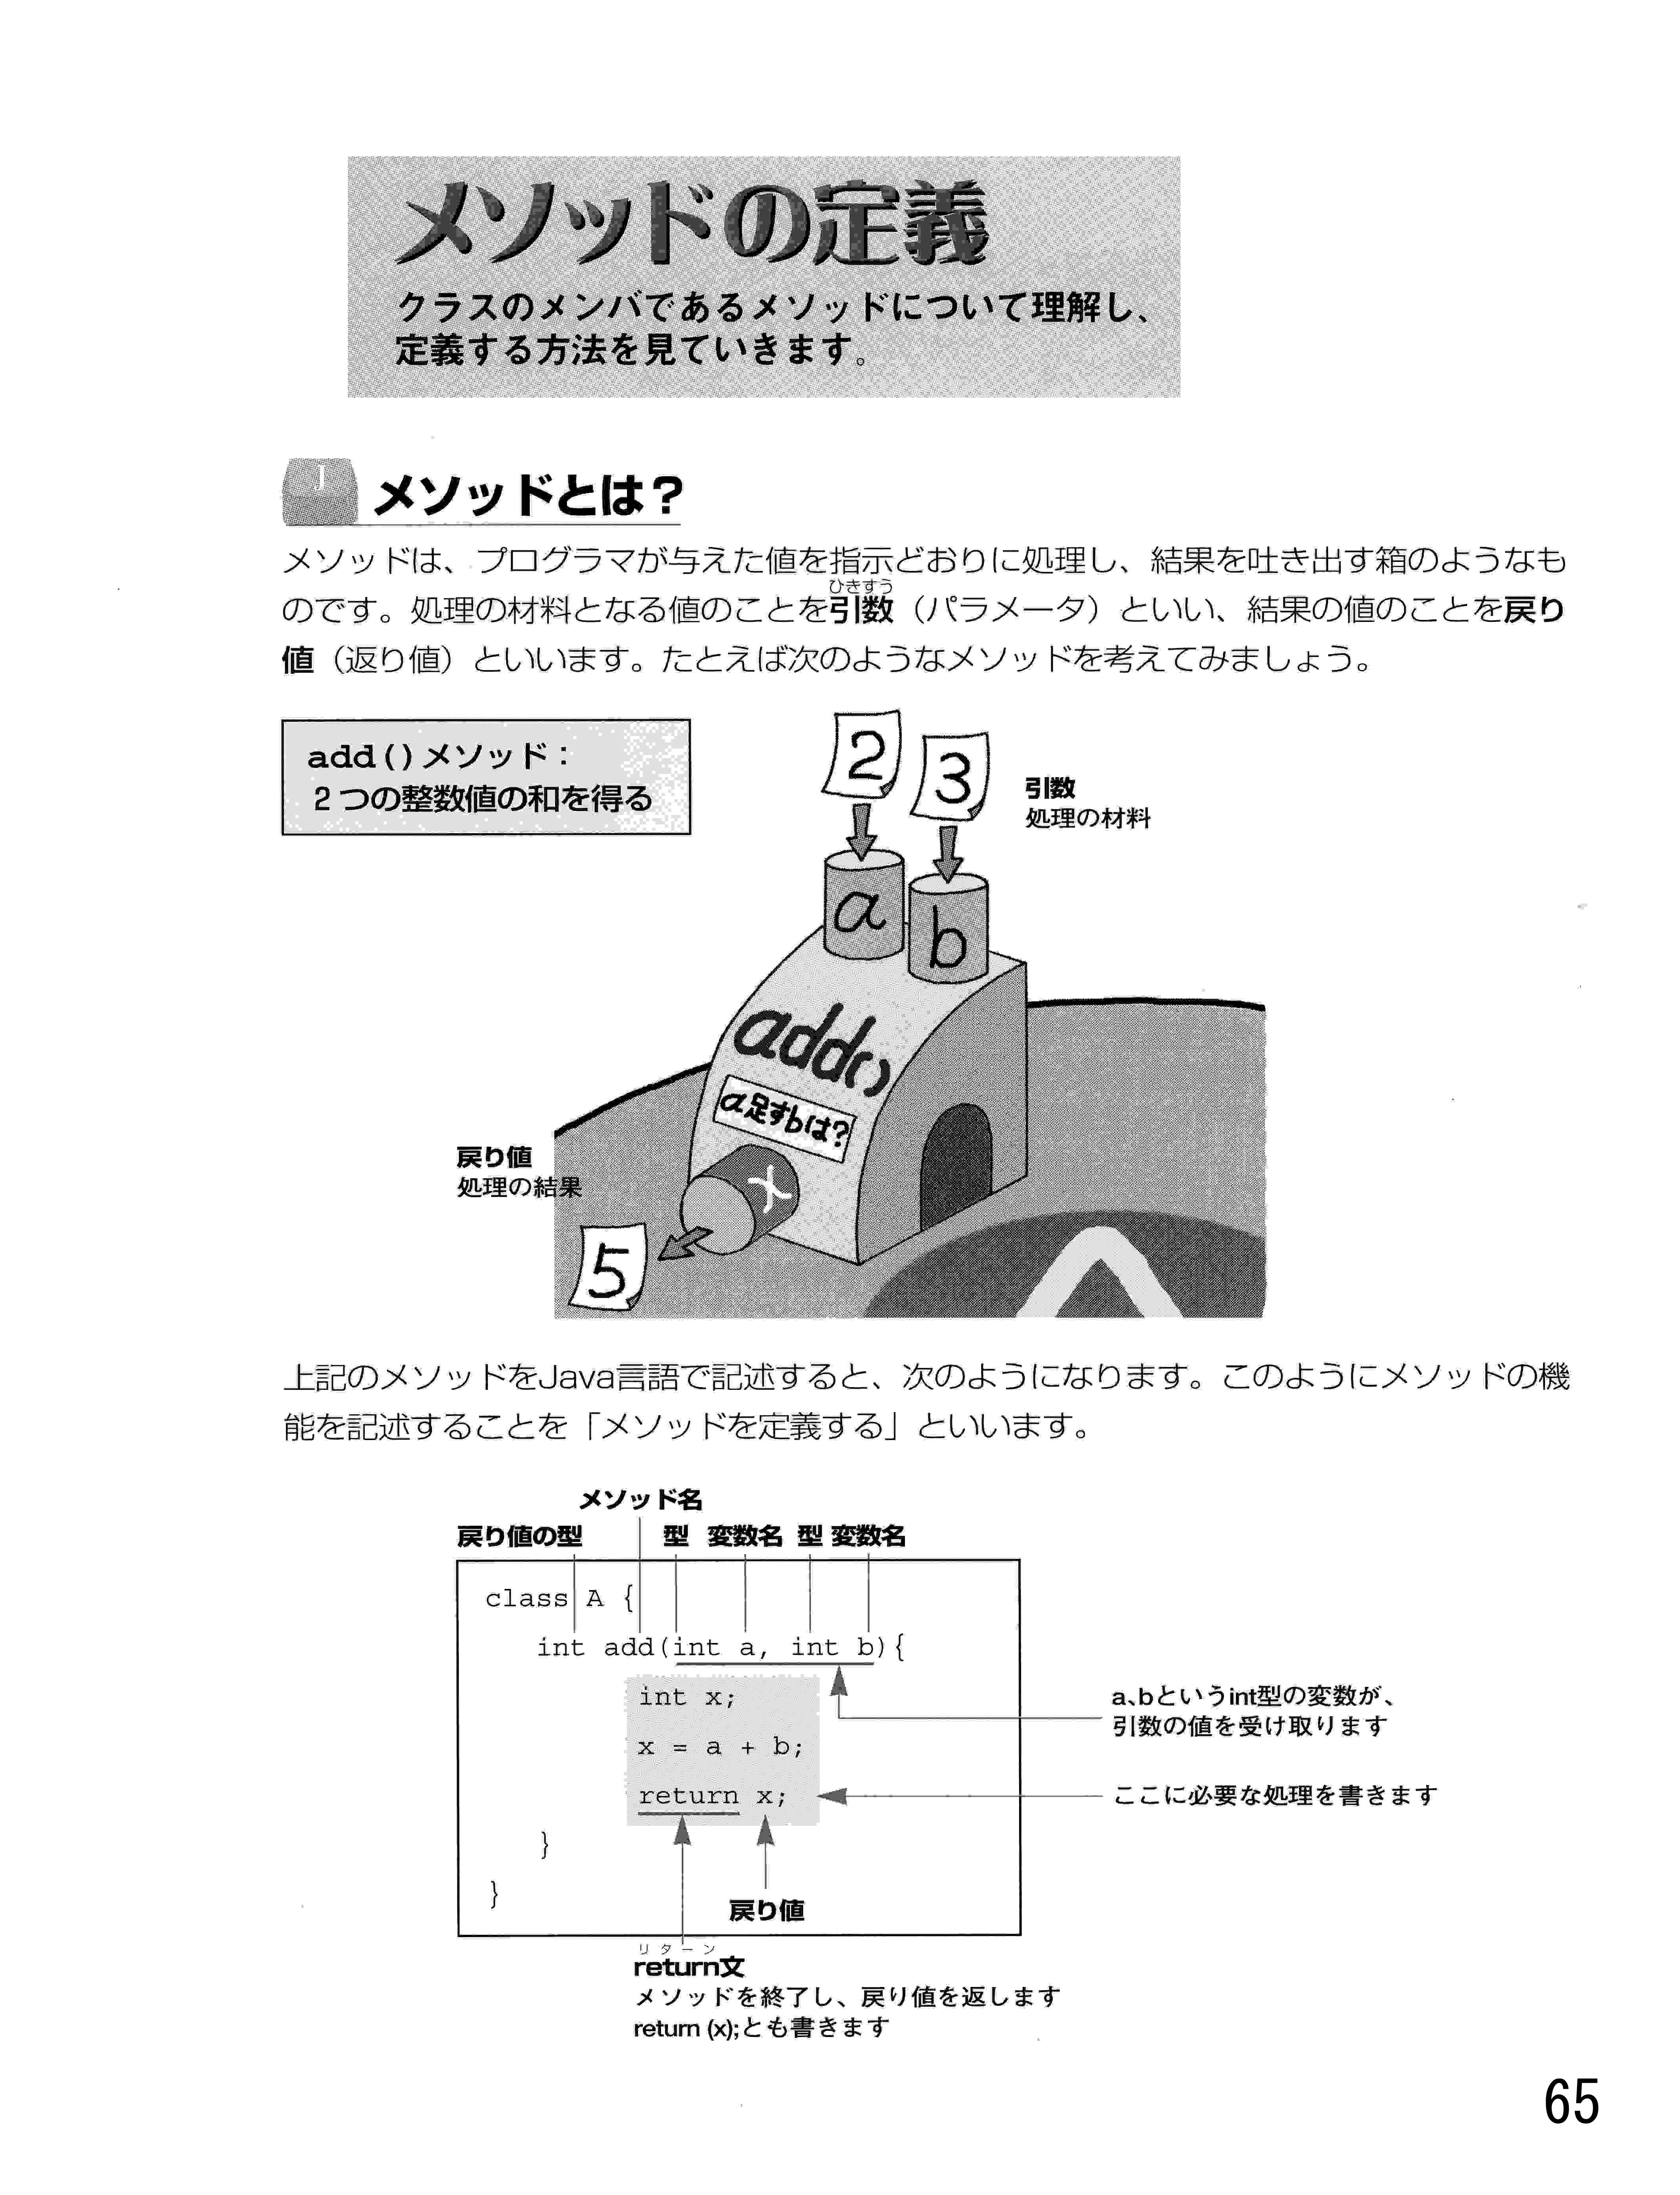 メソッドの定義
クラスのメンバであるメソッドについて理解し、
定義する方法を見ていきます。
J
メソッドとは？
メソッドは、プログラマが与えた値を指示どおりに処理し、結果を吐き出す箱のようなも
ひきすう
のです。処理の材料となる値のことを引数（パラメータ）といい、結果の値のことを戻り
値（返り値）といいます。たとえば次のようなメソッドを考えてみましょう。
add()メソッド：
2つの整数値の和を得る
2
3
引数
処理の材料
a
b
add()
a足すbは?
x
戻り値
処理の結果
5
上記のメソッドをJava言語で記述すると、次のようになります。このようにメソッドの機
能を記述することを「メソッドを定義する」といいます。
メソッド名
戻り値の型 型 変数名 型 変数名
class A {
int add(int a, int b){
int x;
x = a + b;
return x;
}
}
a、bというint型の変数が、
引数の値を受け取ります
ここに必要な処理を書きます
戻り値
リターン
return文
メソッドを終了し、戻り値を返します
return (x);とも書きます
65